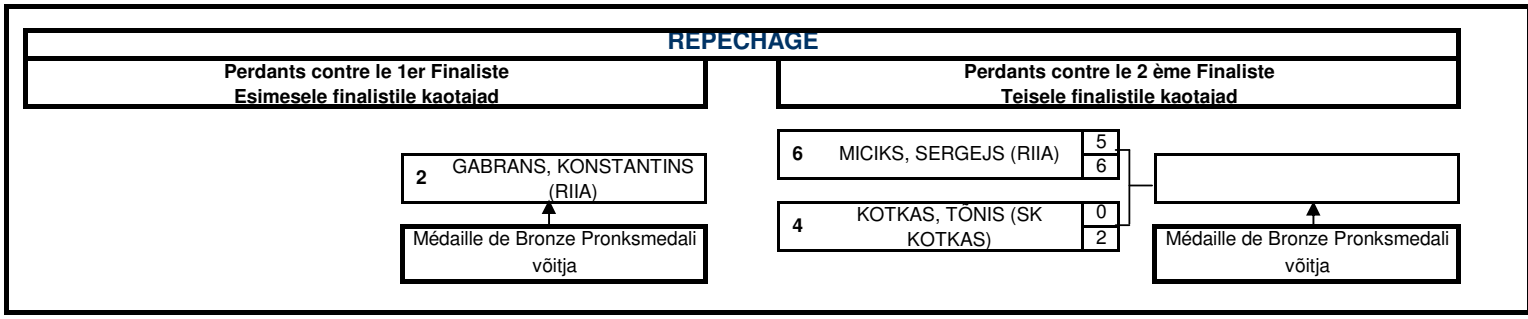 REPECHAGE
Perdants contre le 1er Finaliste
Esimesele finalistile kaotajad
Perdants contre le 2 ème Finaliste
Teisele finalistile kaotajad
2
GABRANS, KONSTANTINS
(RIIA)
Médaille de Bronze Pronksmedali
võitja
6 MICIKS, SERGEJS (RIIA)
5
6
4
KOTKAS, TÕNIS (SK
KOTKAS)
0
2
Médaille de Bronze Pronksmedali
võitja